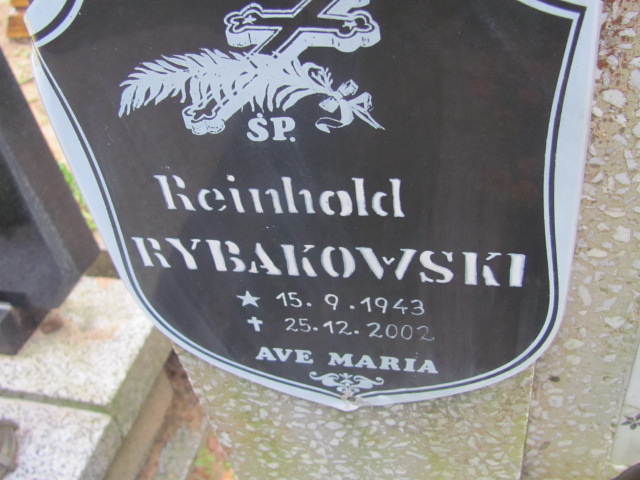 ŚP.
Reinhold
RYBAKOWSKI
★ 15.9.1943
✝ 25.12.2002
AVE MARIA